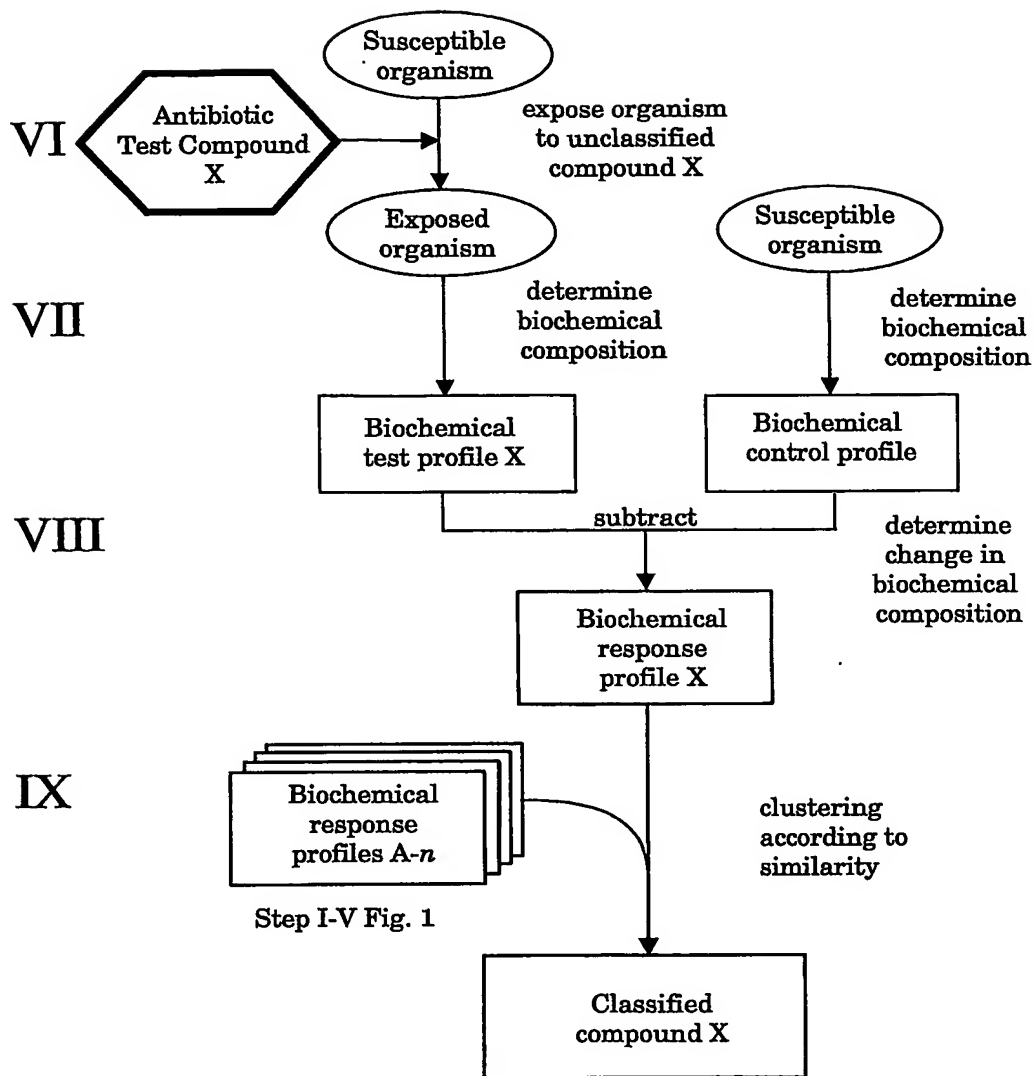 Susceptible
organism
VI
Antibiotic
Test Compound
X
expose organism
to unclassified
compound X
Exposed
organism
Susceptible
organism
VII
determine
biochemical
composition
determine
biochemical
composition
Biochemical
test profile X
Biochemical
control profile
VIII
subtract
determine
change in
biochemical
composition
Biochemical
response
profile X
IX
Biochemical
response
profiles A-n
clustering
according to
similarity
Step I-V Fig. 1
Classified
compound X